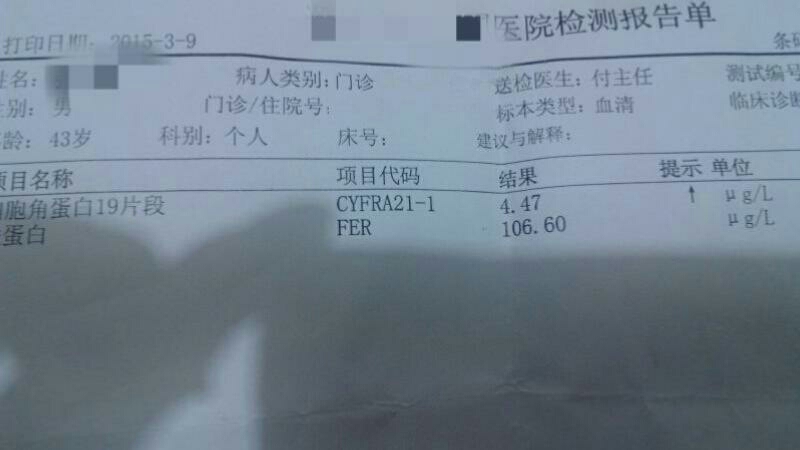 医院检测报告单
打印日期: 2015-3-9 条码
姓名: 病人类别: 门诊 送检医生: 付主任 测试编号
性别: 男 门诊/住院号: 标本类型: 血清 临床诊断
年龄: 43岁 科别: 个人 床号: 建议与解释:
项目名称 项目代码 结果 提示 单位
胞角蛋白19片段 CYFRA21-1 4.47 ↑ μg/L
蛋白 FER 106.60 μg/L